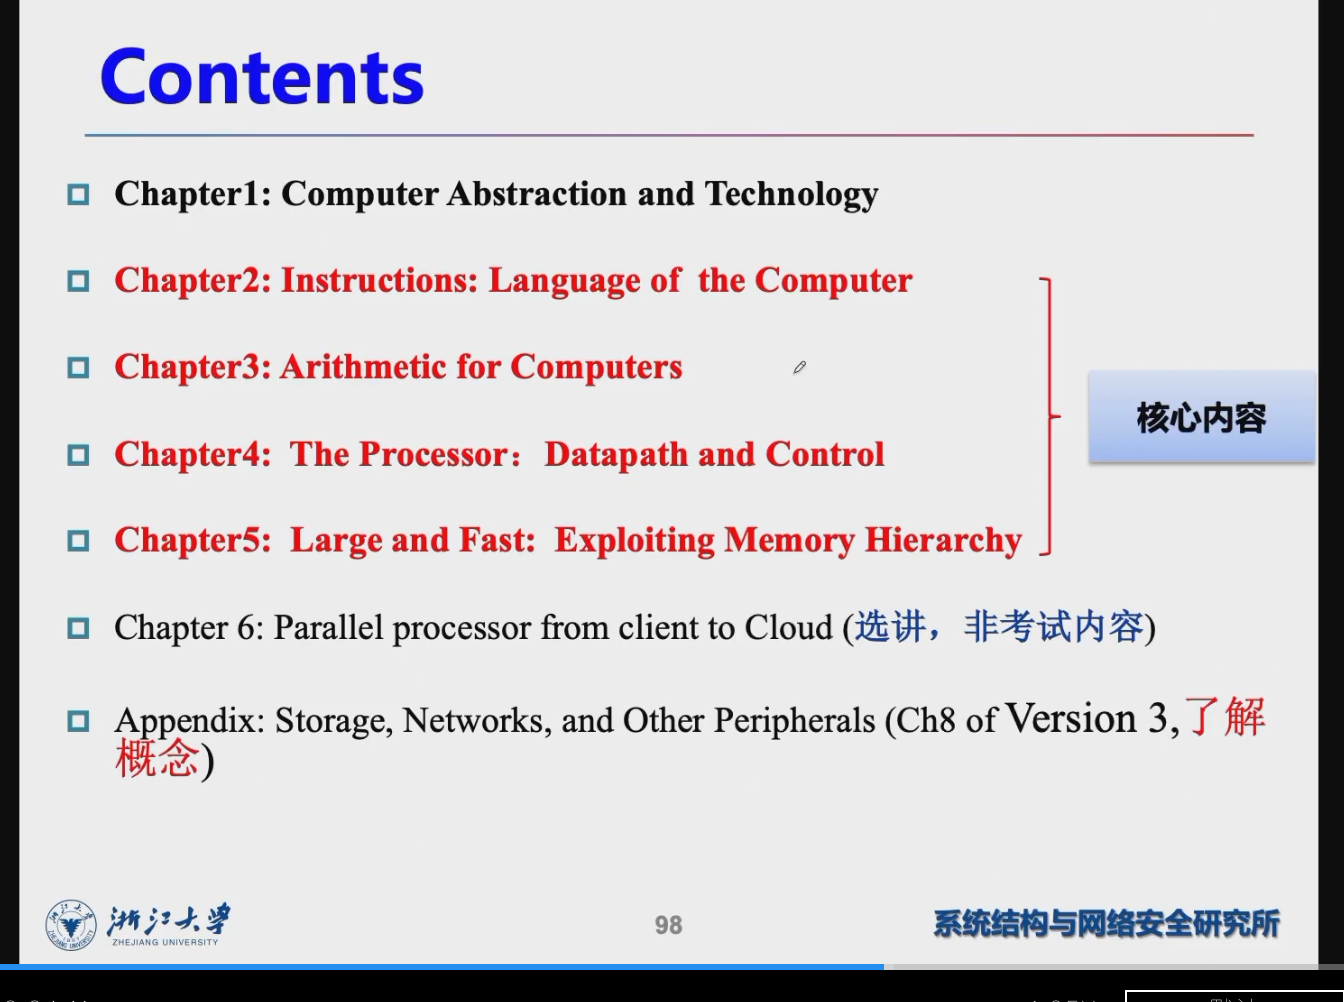 Contents
Chapter1: Computer Abstraction and Technology
Chapter2: Instructions: Language of the Computer
Chapter3: Arithmetic for Computers
Chapter4: The Processor：Datapath and Control
Chapter5: Large and Fast: Exploiting Memory Hierarchy
核心内容
Chapter 6: Parallel processor from client to Cloud (选讲，非考试内容)
Appendix: Storage, Networks, and Other Peripherals (Ch8 of Version 3,了解
概念)
浙江大学
ZHEJIANG UNIVERSITY
98
系统结构与网络安全研究所